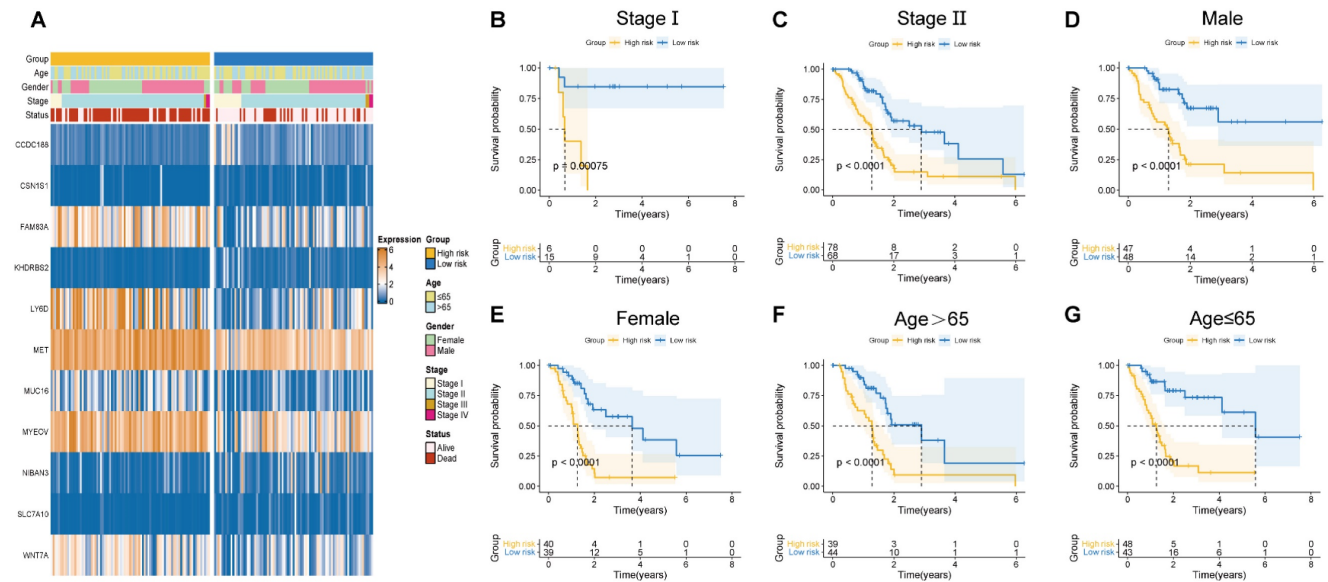 A
Group
Age
Gender
Stage
Status
CCDC188
CSN1S1
FAM83A
KHDRBS2
LY6D
MET
MUC16
MYEOV
NIBAN3
SLC7A10
WNT7A
Expression
6
4
2
0
Group
High risk
Low risk
Age
≤65
>65
Gender
Female
Male
Stage
Stage I
Stage II
Stage III
Stage IV
Status
Alive
Dead
B
Stage I
Group High risk Low risk
Survival probability
1.00
0.75
0.50
0.25
0.00
p = 0.00075
0 2 4 6 8
Time(years)
Group
High risk 6 0 0 0 0
Low risk 15 9 4 1 0
0 2 4 6 8
Time(years)
C
Stage II
Group High risk Low risk
Survival probability
1.00
0.75
0.50
0.25
0.00
p < 0.0001
0 2 4 6
Time(years)
Group
High risk 78 8 2 0
Low risk 68 17 3 1
0 2 4 6
Time(years)
D
Male
Group High risk Low risk
Survival probability
1.00
0.75
0.50
0.25
0.00
p < 0.0001
0 2 4 6
Time(years)
Group
High risk 47 4 1 0
Low risk 48 14 2 1
0 2 4 6
Time(years)
E
Female
Group High risk Low risk
Survival probability
1.00
0.75
0.50
0.25
0.00
p < 0.0001
0 2 4 6 8
Time(years)
Group
High risk 40 4 1 0 0
Low risk 39 12 5 1 0
0 2 4 6 8
Time(years)
F
Age＞65
Group High risk Low risk
Survival probability
1.00
0.75
0.50
0.25
0.00
p < 0.0001
0 2 4 6
Time(years)
Group
High risk 39 3 1 0
Low risk 44 10 1 1
0 2 4 6
Time(years)
G
Age≤65
Group High risk Low risk
Survival probability
1.00
0.75
0.50
0.25
0.00
p < 0.0001
0 2 4 6 8
Time(years)
Group
High risk 48 5 1 0 0
Low risk 43 16 6 1 0
0 2 4 6 8
Time(years)